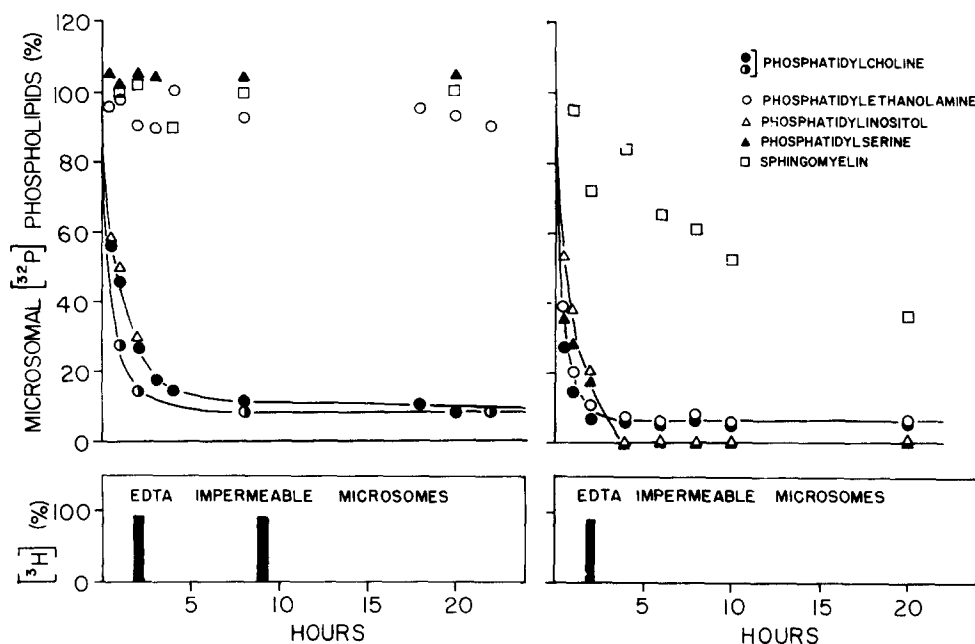 MICROSOMAL [32P] PHOSPHOLIPIDS (%)
120
100
80
60
40
20
0
PHOSPHATIDYLCHOLINE
PHOSPHATIDYLETHANOLAMINE
PHOSPHATIDYLINOSITOL
PHOSPHATIDYLSERINE
SPHINGOMYELIN
[3H] (%)
100
0
EDTA IMPERMEABLE MICROSOMES
EDTA IMPERMEABLE MICROSOMES
5 10 15 20
5 10 15 20
HOURS
HOURS